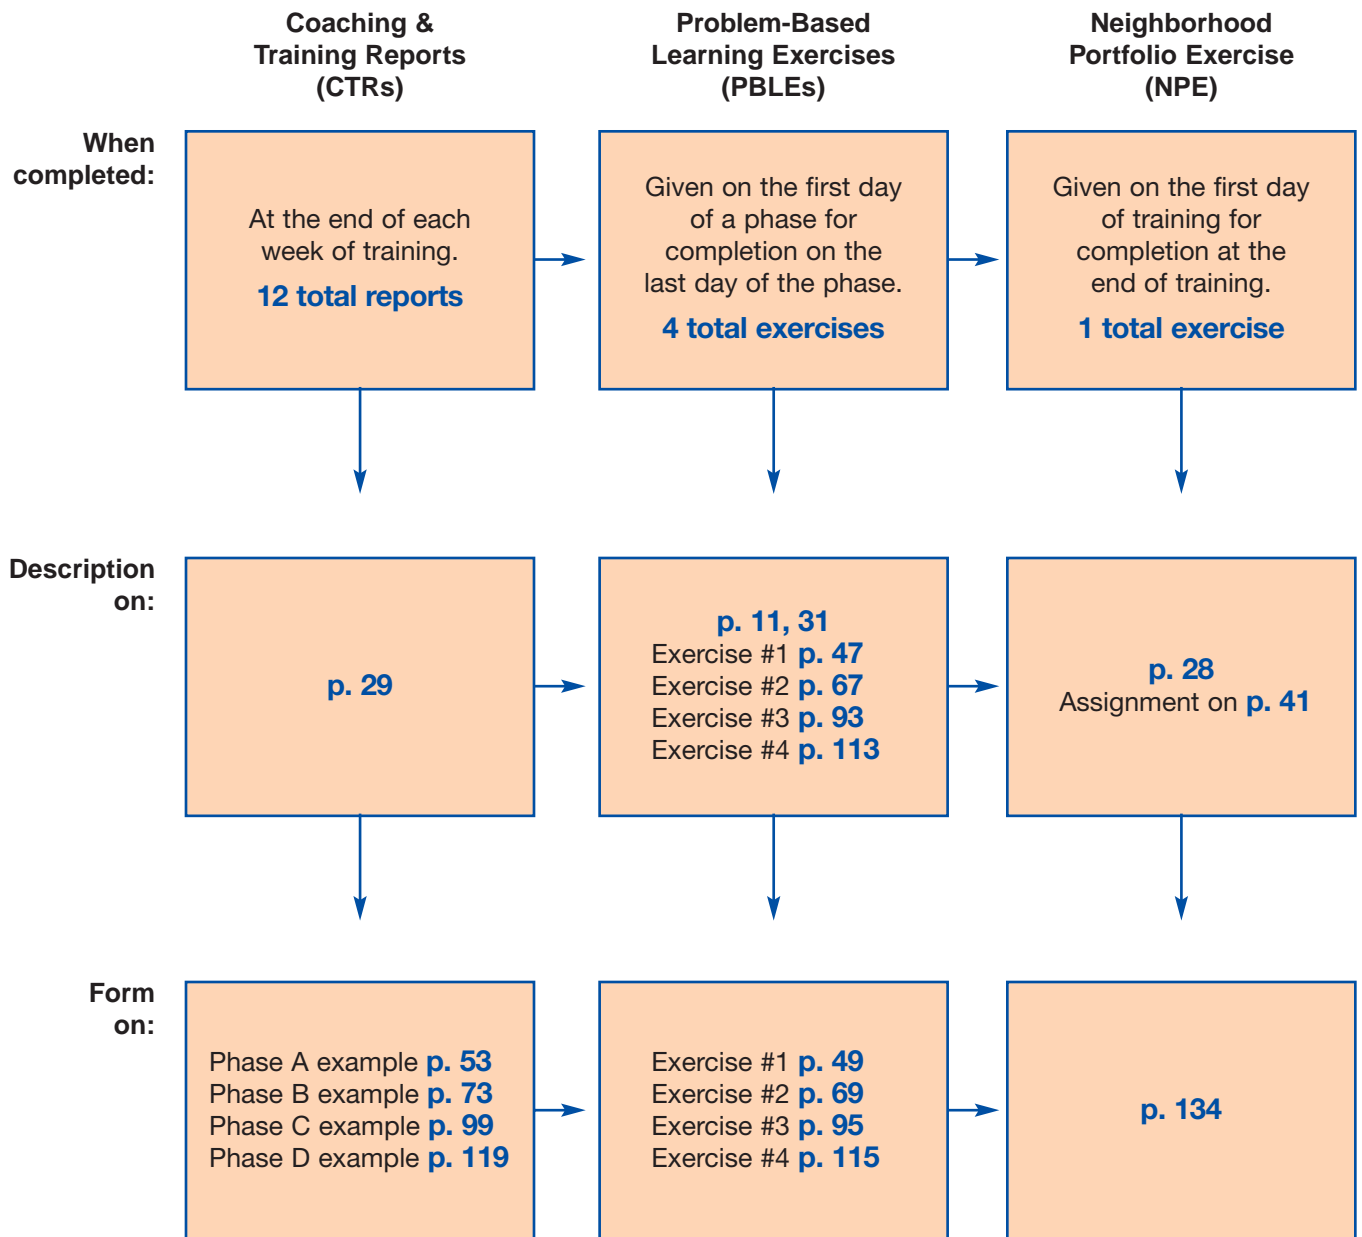 Coaching &
Training Reports
(CTRs)
Problem-Based
Learning Exercises
(PBLEs)
Neighborhood
Portfolio Exercise
(NPE)
When
completed:
At the end of each
week of training.
12 total reports
Given on the first day
of a phase for
completion on the
last day of the phase.
4 total exercises
Given on the first day
of training for
completion at the
end of training.
1 total exercise
Description
on:
p. 29
p. 11, 31
Exercise #1 p. 47
Exercise #2 p. 67
Exercise #3 p. 93
Exercise #4 p. 113
p. 28
Assignment on p. 41
Form
on:
Phase A example p. 53
Phase B example p. 73
Phase C example p. 99
Phase D example p. 119
Exercise #1 p. 49
Exercise #2 p. 69
Exercise #3 p. 95
Exercise #4 p. 115
p. 134